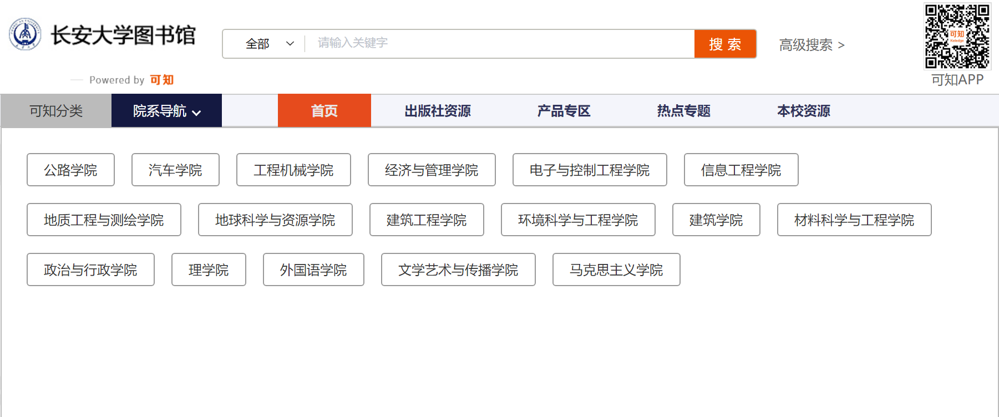 长安大学图书馆
Powered by 可知
全部 请输入关键字 搜 索 高级搜索 >
可知
Keledge
可知APP
可知分类 院系导航 首页 出版社资源 产品专区 热点专题 本校资源
公路学院 汽车学院 工程机械学院 经济与管理学院 电子与控制工程学院 信息工程学院
地质工程与测绘学院 地球科学与资源学院 建筑工程学院 环境科学与工程学院 建筑学院 材料科学与工程学院
政治与行政学院 理学院 外国语学院 文学艺术与传播学院 马克思主义学院